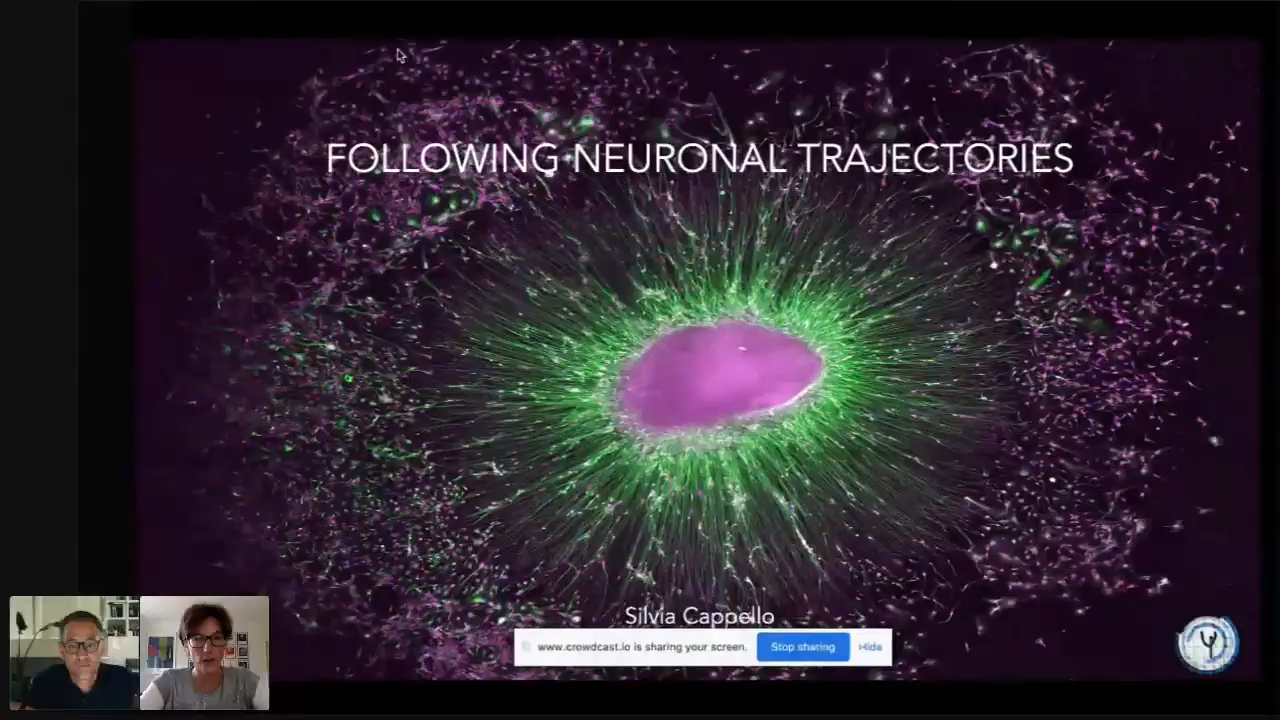 FOLLOWING NEURONAL TRAJECTORIES
Silvia Cappello
www.crowdcast.io is sharing your screen.
Stop sharing
Hide